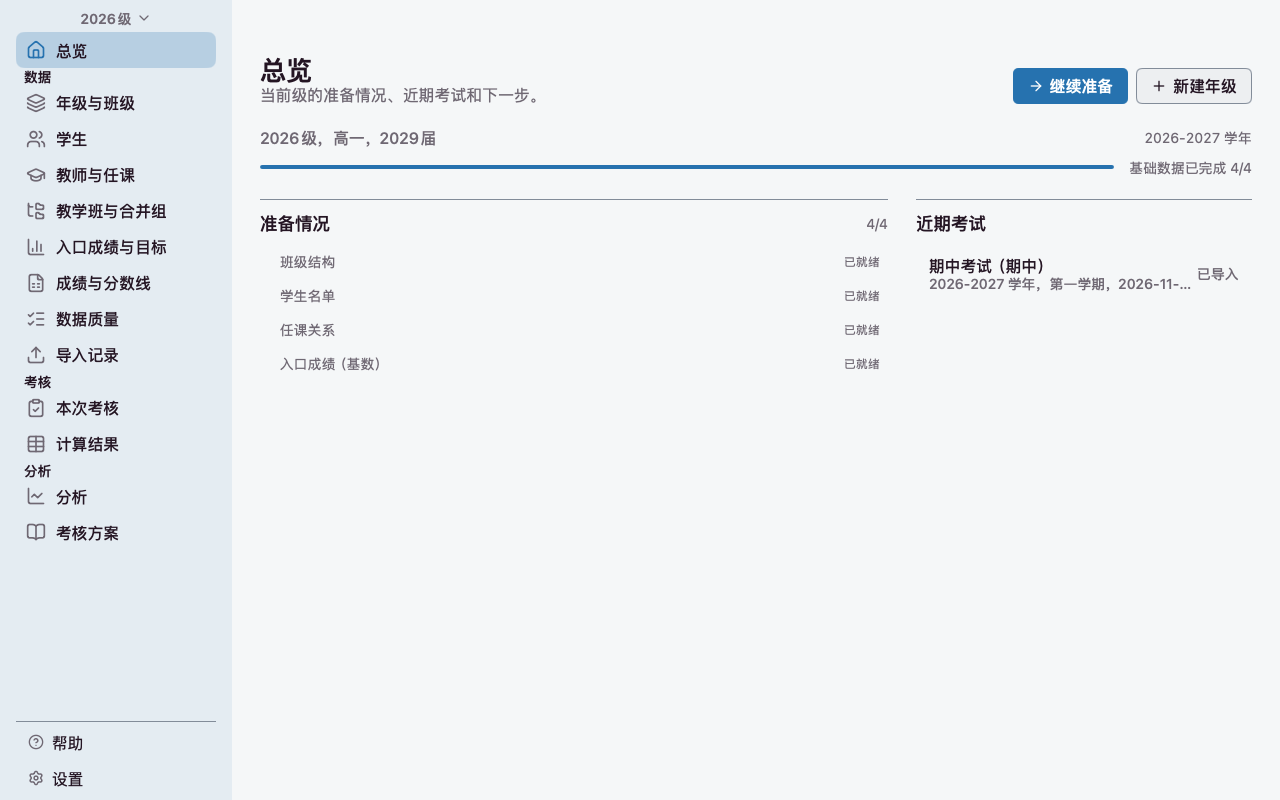 2026级
总览
数据
年级与班级
学生
教师与任课
教学班与合并组
入口成绩与目标
成绩与分数线
数据质量
导入记录
考核
本次考核
计算结果
分析
分析
考核方案
帮助
设置
总览
当前级的准备情况、近期考试和下一步。
继续准备
新建年级
2026级，高一，2029届
2026-2027 学年
基础数据已完成 4/4
准备情况
4/4
班级结构
已就绪
学生名单
已就绪
任课关系
已就绪
入口成绩（基数）
已就绪
近期考试
期中考试（期中）
2026-2027 学年，第一学期，2026-11-...
已导入